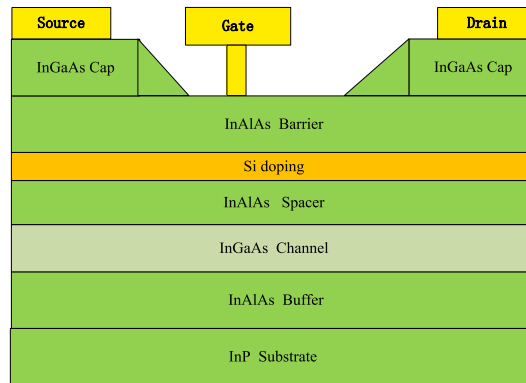 Source
Gate
Drain
InGaAs Cap
InGaAs Cap
InAlAs Barrier
Si doping
InAlAs Spacer
InGaAs Channel
InAlAs Buffer
InP Substrate